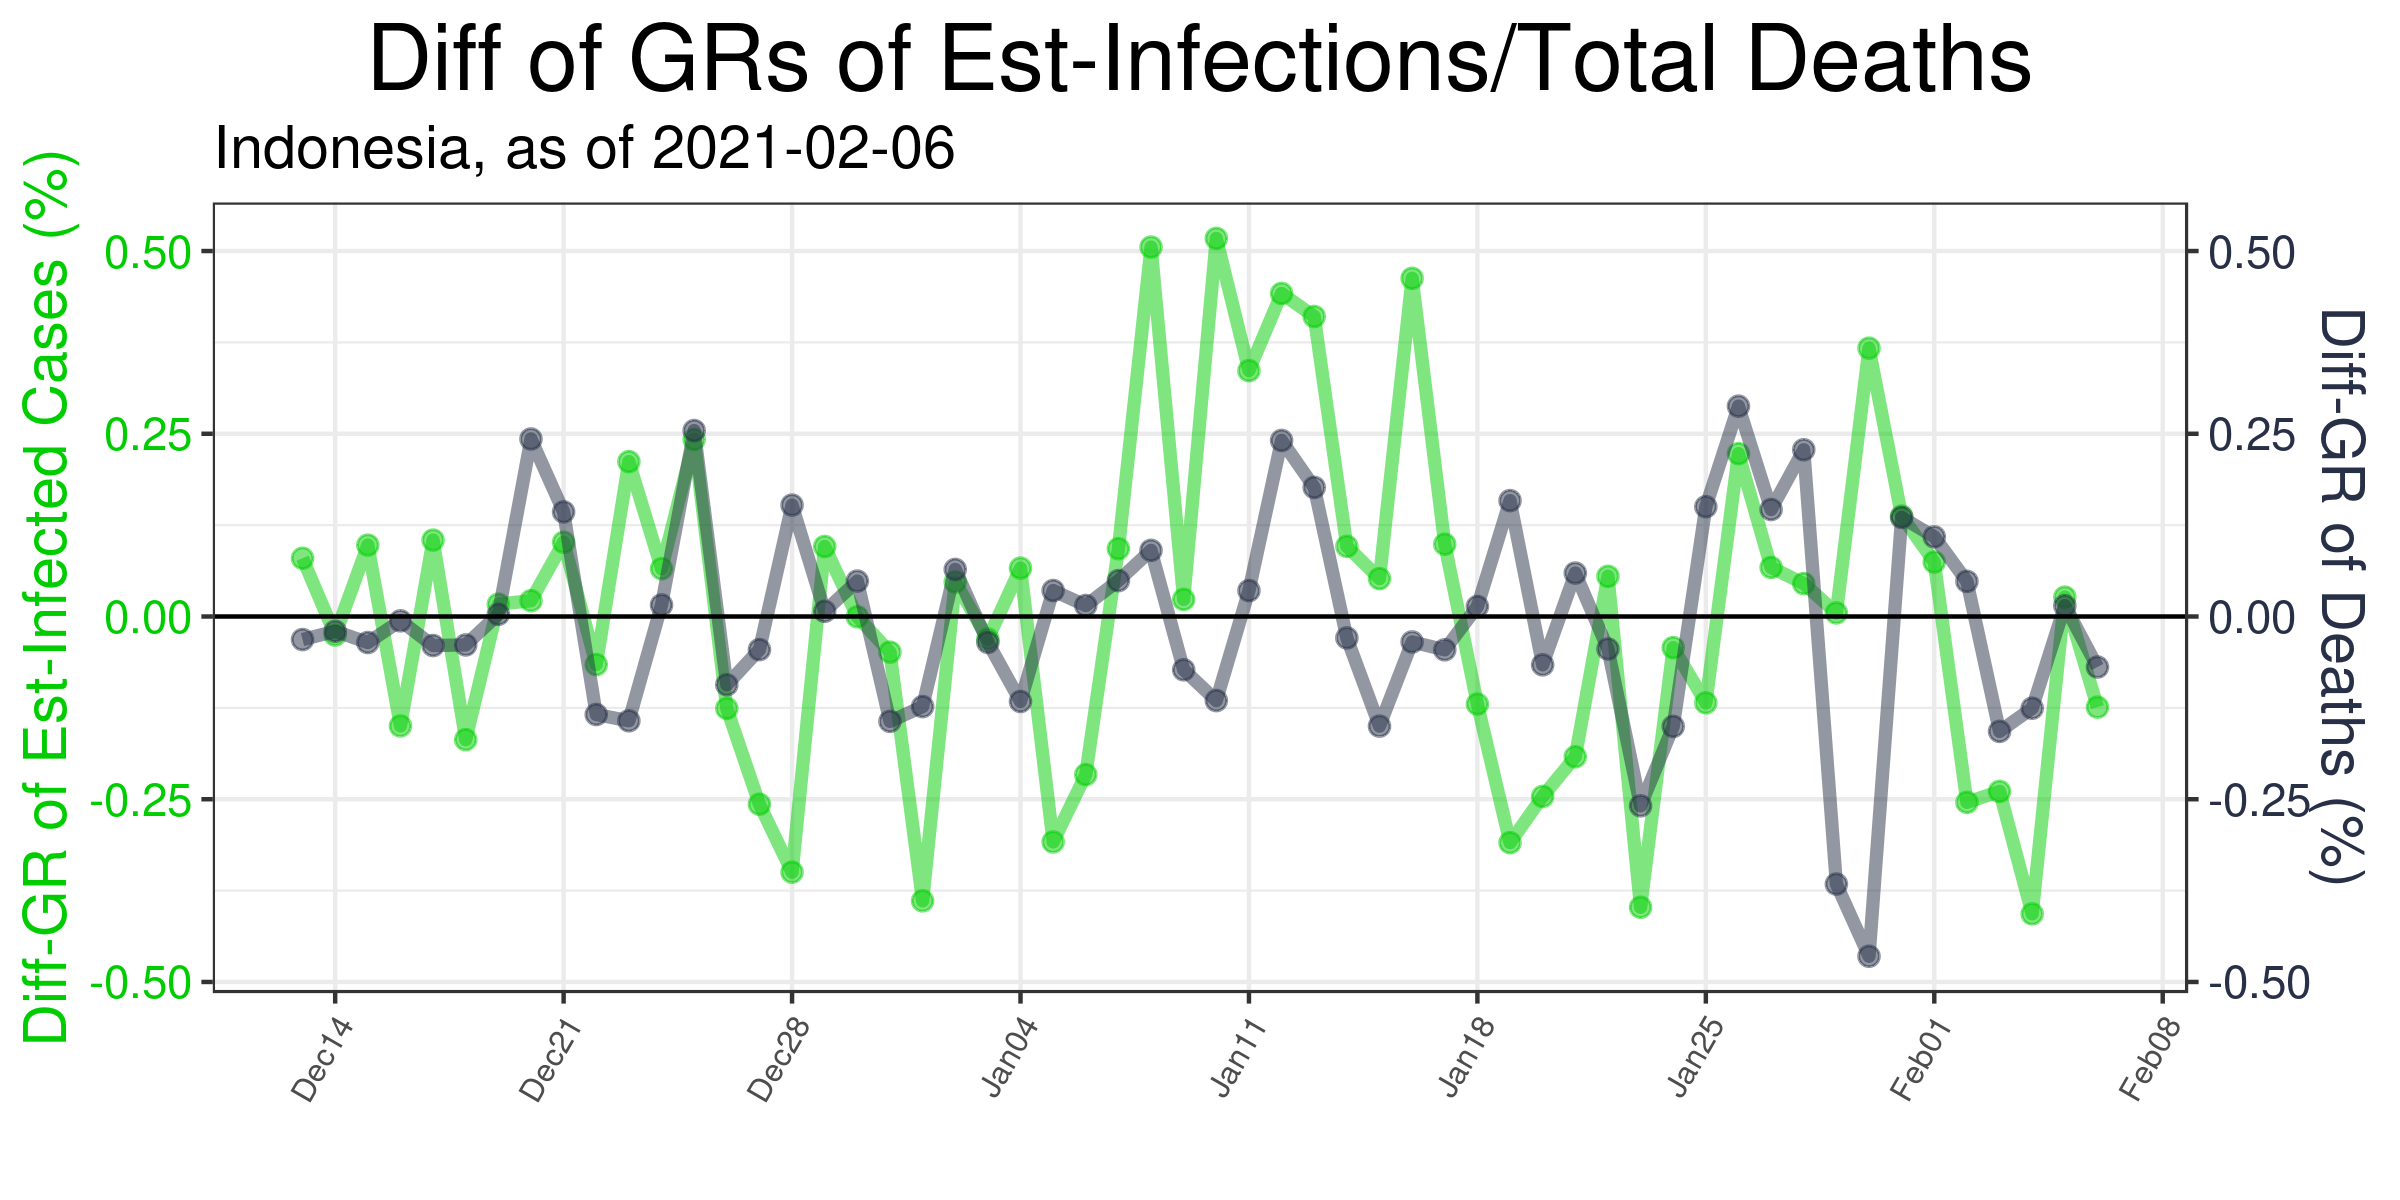 Diff of GRs of Est-Infections/Total Deaths
Indonesia, as of 2021-02-06
Diff-GR of Est-Infected Cases (%)
0.50
0.25
0.00
-0.25
-0.50
0.50
0.25
0.00
-0.25
-0.50
Diff-GR of Deaths (%)
Dec14
Dec21
Dec28
Jan04
Jan11
Jan18
Jan25
Feb01
Feb08